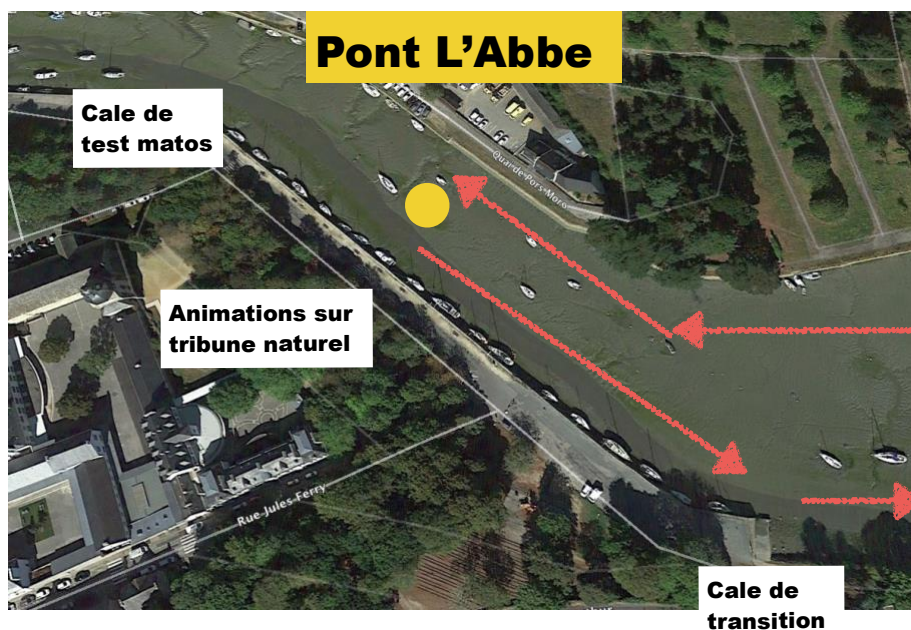 Pont L'Abbe
Cale de
test matos
Quai-de-Pors-Moro
Animations sur
tribune naturel
Rue-Jules-Ferry
Cale de
transition